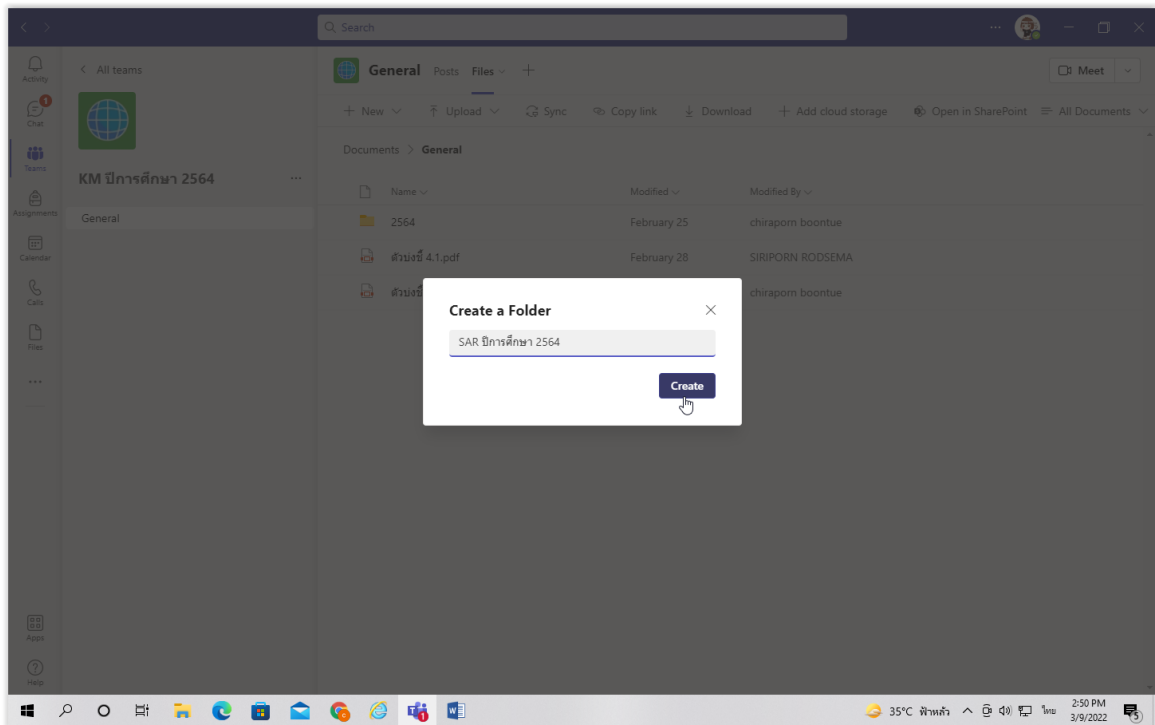 Search
Activity
Chat
1
Teams
Assignments
Calendar
Calls
Files
Apps
Help
All teams
KM ปีการศึกษา 2564
General
General Posts Files
Meet
New Upload Sync Copy link Download Add cloud storage Open in SharePoint All Documents
Documents > General
Name Modified Modified By
2564 February 25 chiraporn boontue
ตัวบ่งชี้ 4.1.pdf February 28 SIRIPORN RODSEMA
chiraporn boontue
Create a Folder
SAR ปีการศึกษา 2564
Create
35°C ฟ้าหลัว ไทย 2:50 PM
3/9/2022